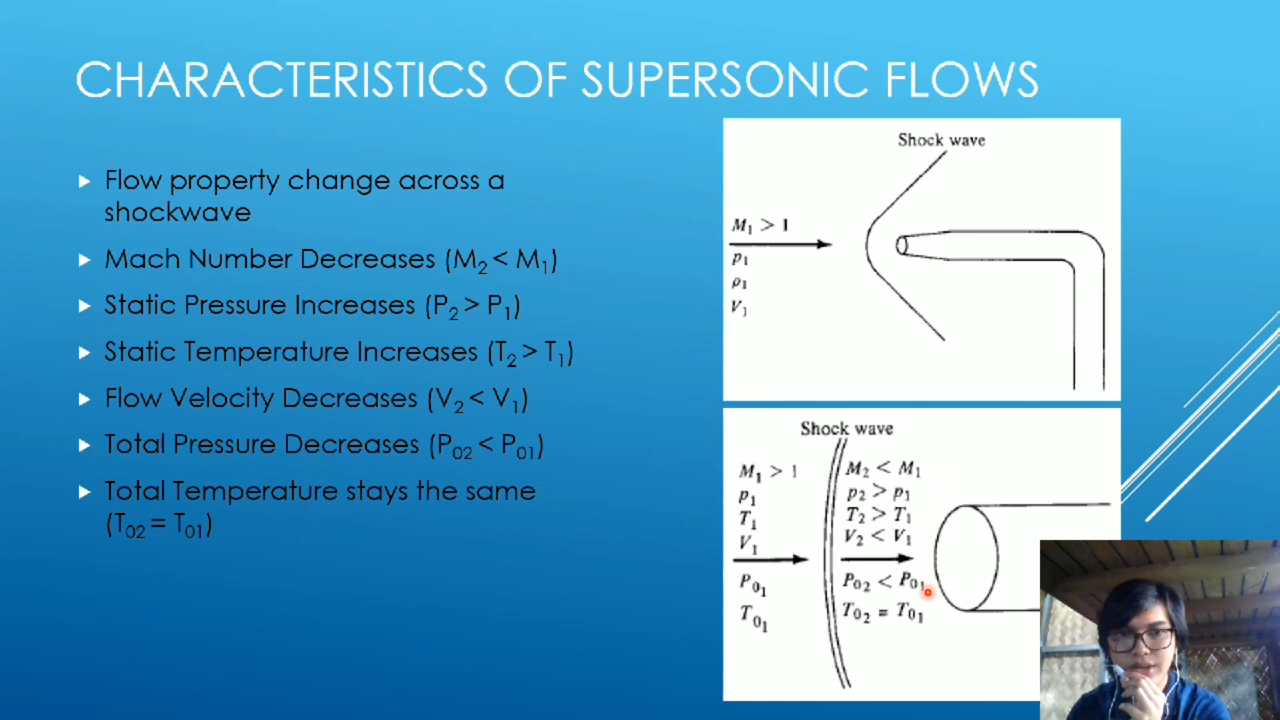 CHARACTERISTICS OF SUPERSONIC FLOWS
Flow property change across a
shockwave
Mach Number Decreases (M₂ < M₁)
Static Pressure Increases (P₂ > P₁)
Static Temperature Increases (T₂ > T₁)
Flow Velocity Decreases (V₂ < V₁)
Total Pressure Decreases (P₀₂ < P₀₁)
Total Temperature stays the same
(T₀₂ = T₀₁)
Shock wave
M₁ > 1
p₁
ρ₁
V₁
Shock wave
M₁ > 1
p₁
T₁
V₁
P₀₁
T₀₁
M₂ < M₁
p₂ > p₁
T₂ > T₁
V₂ < V₁
P₀₂ < P₀₁
T₀₂ = T₀₁